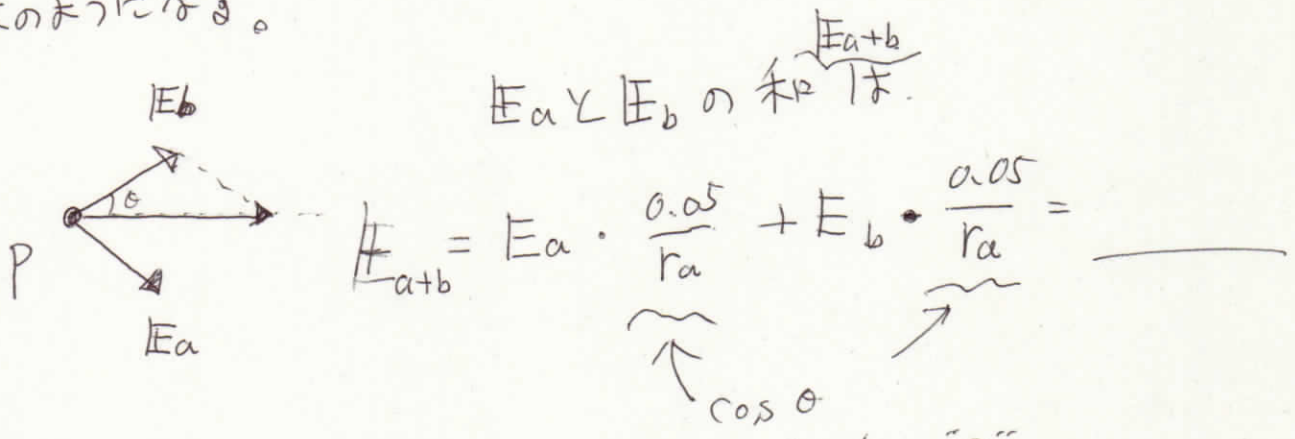 のようになる。
𝔼a+b
𝔼b
𝔼aと𝔼bの和は.
θ
P
𝔼a+b = Ea · 0.05/ra + Eb · 0.05/ra =
𝔼a
cos θ